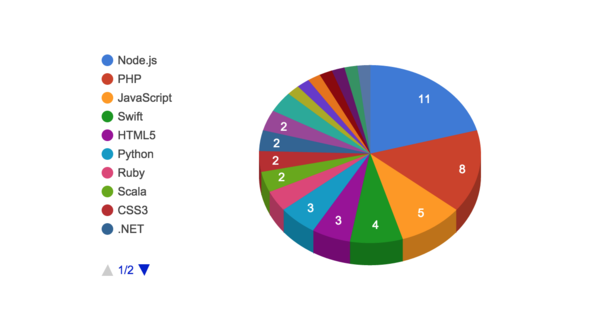 Node.js
PHP
JavaScript
Swift
HTML5
Python
Ruby
Scala
CSS3
.NET
1/2
11
8
5
4
3
3
2
2
2
2